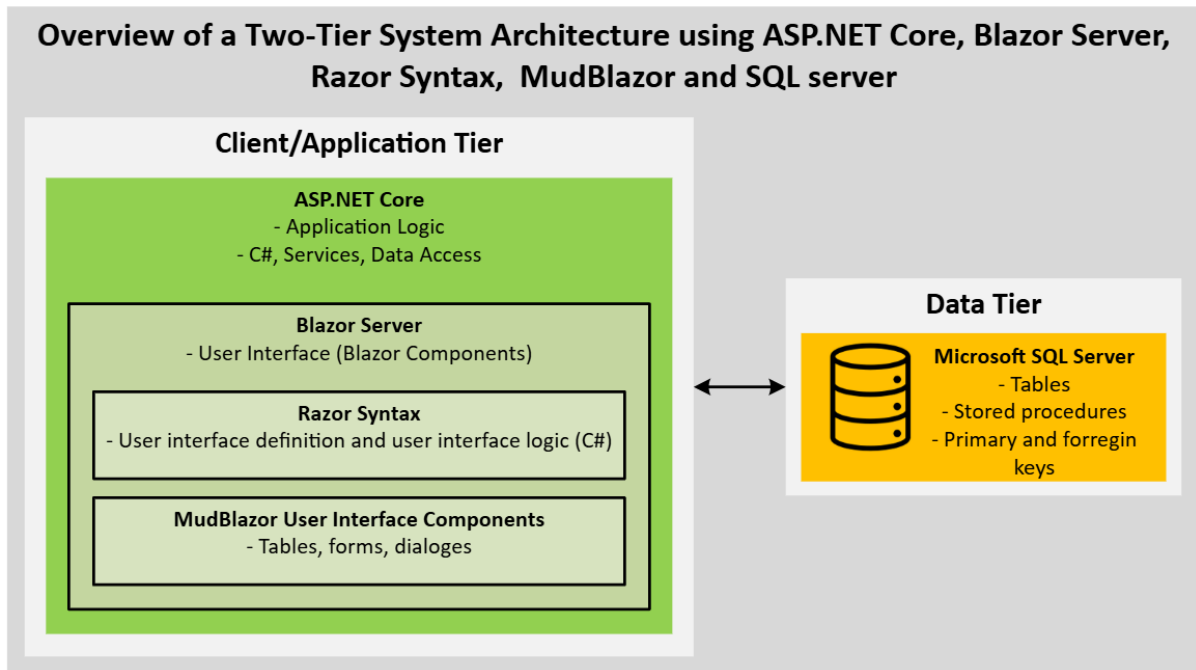 Overview of a Two-Tier System Architecture using ASP.NET Core, Blazor Server,
Razor Syntax,  MudBlazor and SQL server
Client/Application Tier
ASP.NET Core
- Application Logic
- C#, Services, Data Access
Blazor Server
- User Interface (Blazor Components)
Razor Syntax
- User interface definition and user interface logic (C#)
MudBlazor User Interface Components
- Tables, forms, dialoges
Data Tier
Microsoft SQL Server
- Tables
- Stored procedures
- Primary and forregin
keys